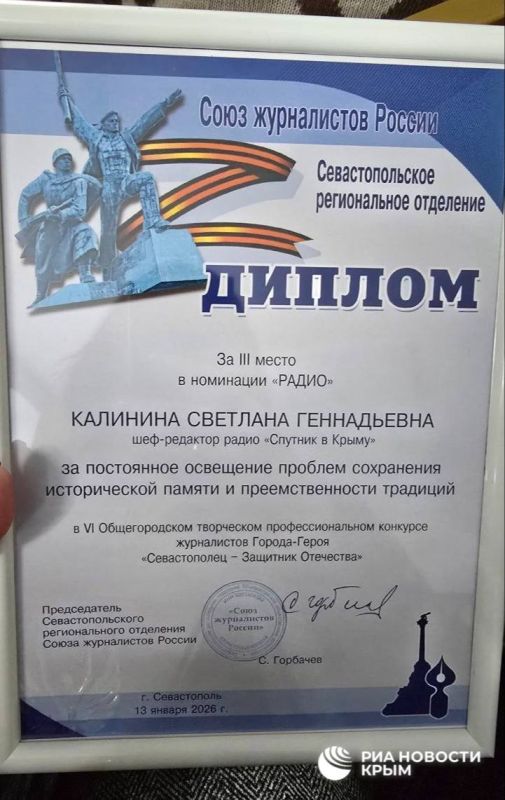 Союз журналистов России
Севастопольское
региональное отделение
ДИПЛОМ
За III место
в номинации «РАДИО»
КАЛИНИНА СВЕТЛАНА ГЕННАДЬЕВНА
шеф-редактор радио «Спутник в Крыму»
за постоянное освещение проблем сохранения
исторической памяти и преемственности традиций
в VI Общегородском творческом профессиональном конкурсе
журналистов Города-Героя
«Севастополец – Защитник Отечества»
Председатель
Севастопольского
регионального отделения
Союза журналистов России
«Союз
журналистов
России»
С. Горбачев
г. Севастополь
13 января 2026 г.
РИА НОВОСТИ
КРЫМ